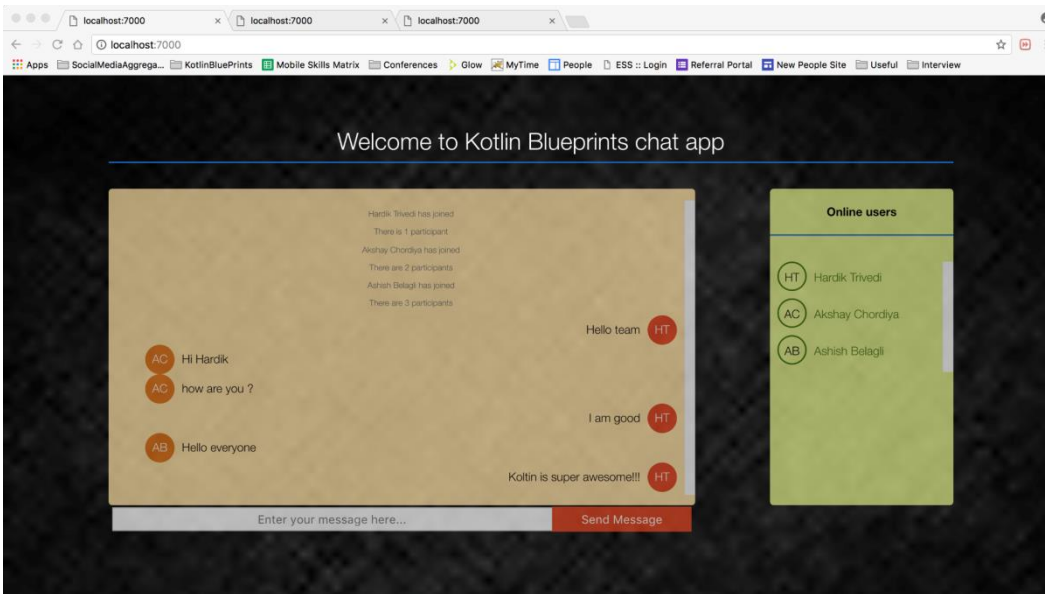 localhost:7000 localhost:7000 localhost:7000
localhost:7000
Apps SocialMediaAggrega... KotlinBluePrints Mobile Skills Matrix Conferences Glow MyTime People ESS :: Login Referral Portal New People Site Useful Interview
Welcome to Kotlin Blueprints chat app
Hardik Trivedi has joined
There is 1 participant
Akshay Chordiya has joined
There are 2 participants
Ashish Belagli has joined
There are 3 participants
Hello team HT
AC Hi Hardik
AC how are you ?
I am good HT
AB Hello everyone
Koltin is super awesome!!! HT
Enter your message here... Send Message
Online users
HT Hardik Trivedi
AC Akshay Chordiya
AB Ashish Belagli